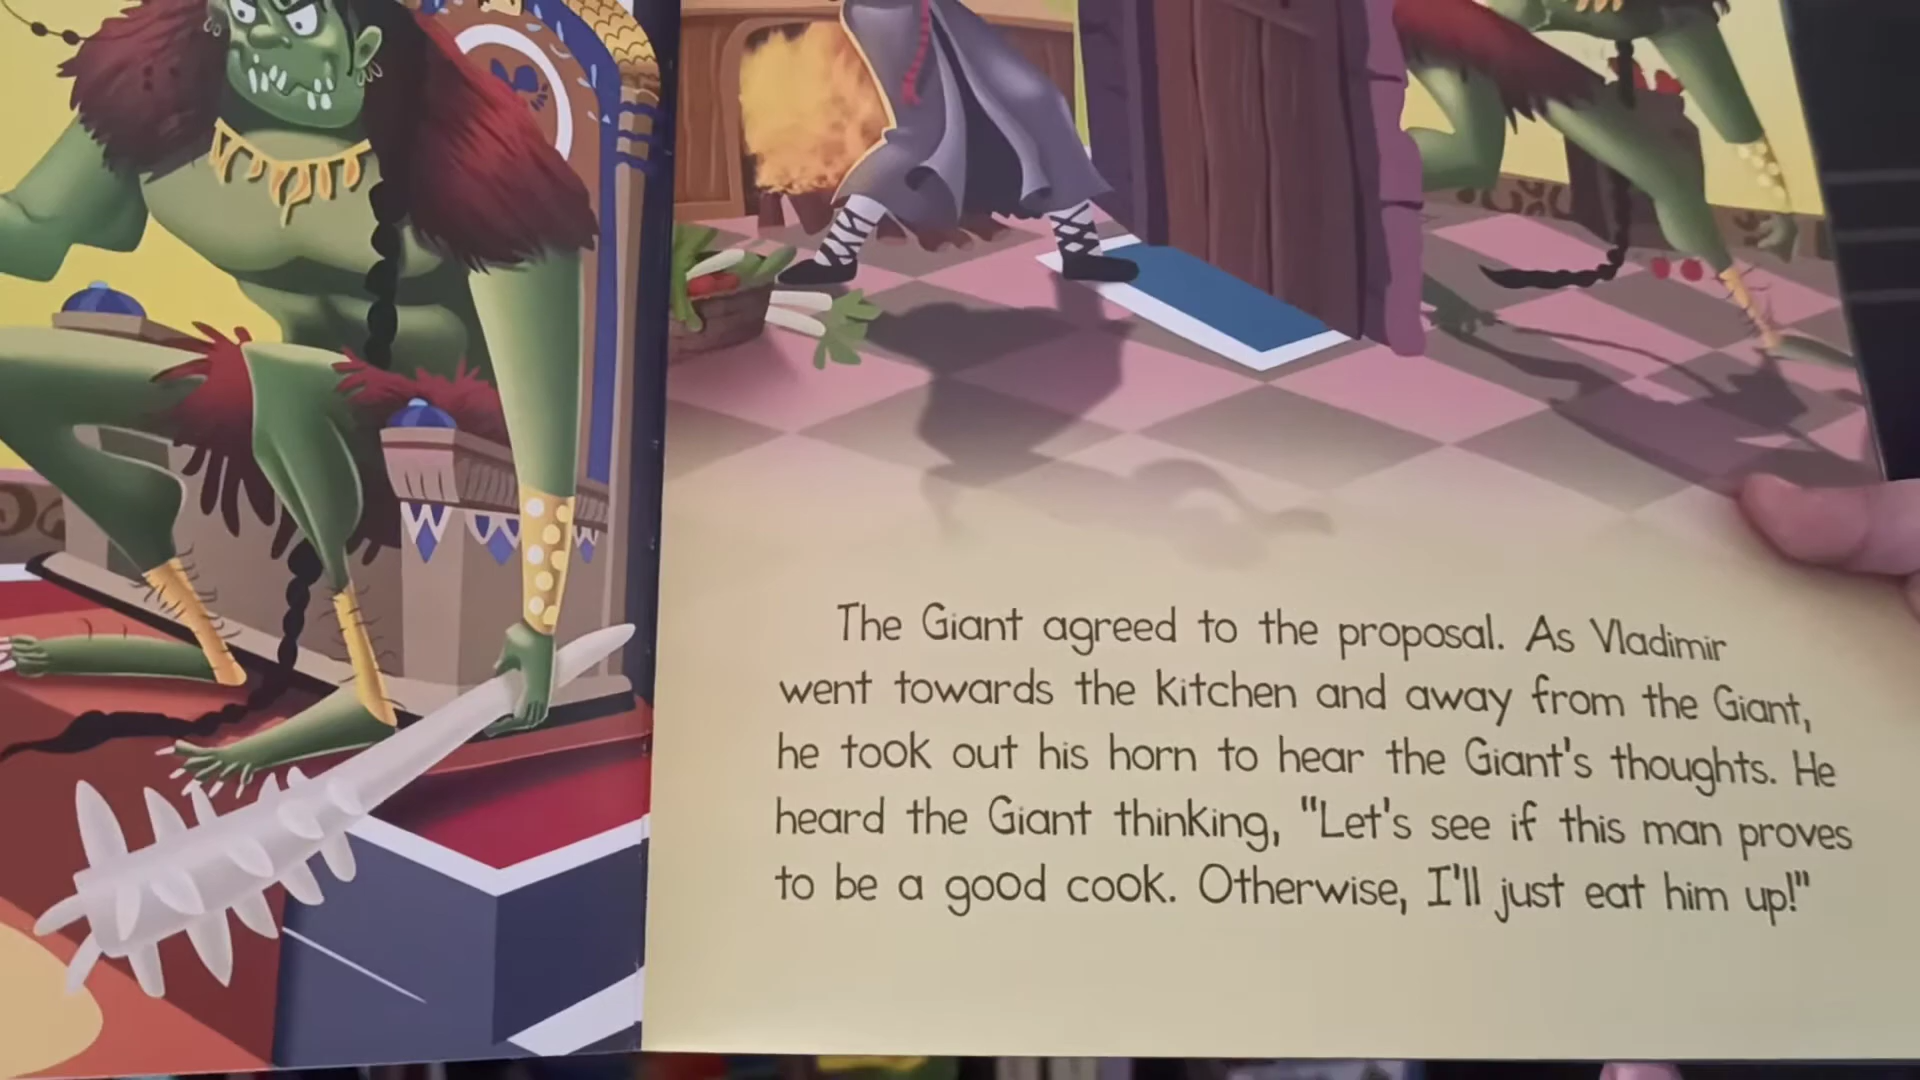 The Giant agreed to the proposal. As Vladimir
went towards the kitchen and away from the Giant,
he took out his horn to hear the Giant's thoughts. He
heard the Giant thinking, "Let's see if this man proves
to be a good cook. Otherwise, I'll just eat him up!"